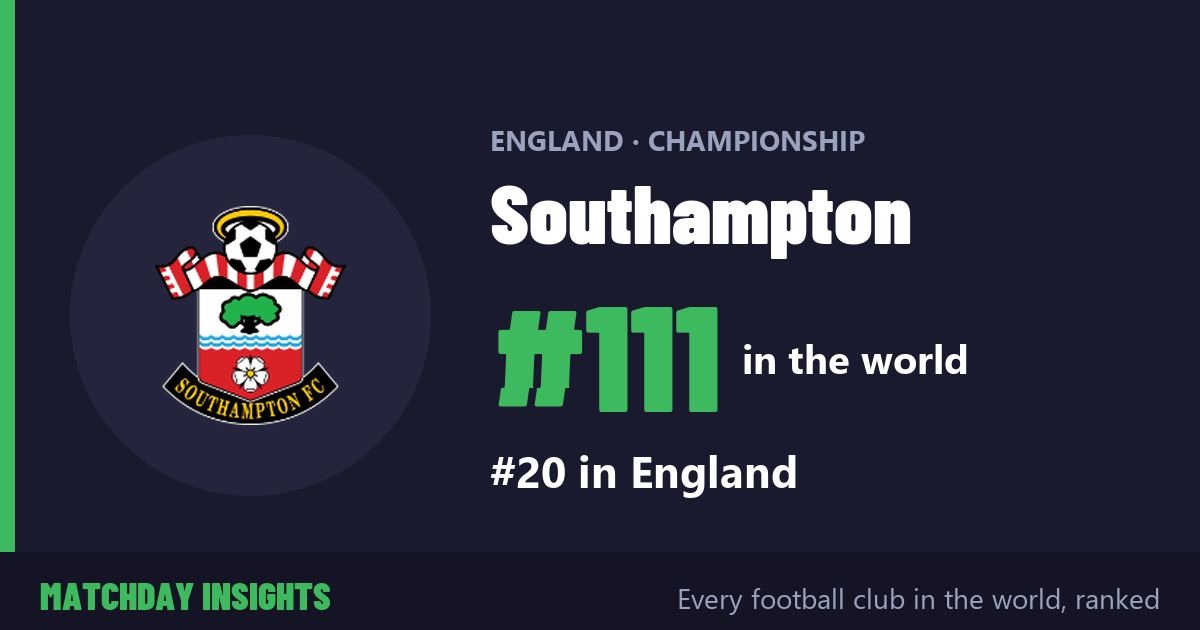 ENGLAND · CHAMPIONSHIP
Southampton
#111 in the world
#20 in England
SOUTHAMPTON FC
MATCHDAY INSIGHTS
Every football club in the world, ranked